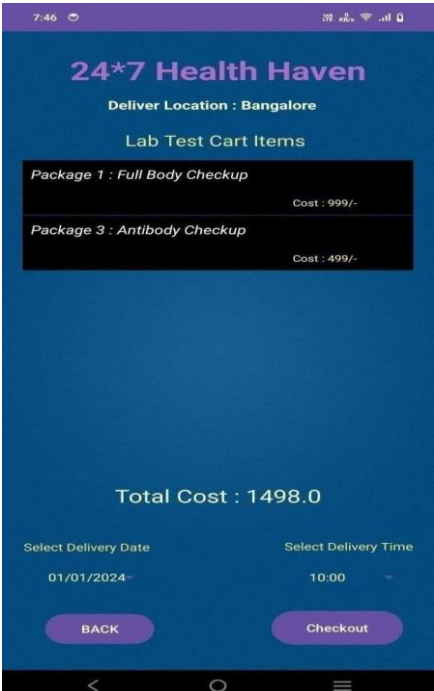 7:46
24*7 Health Haven
Deliver Location : Bangalore
Lab Test Cart Items
Package 1 : Full Body Checkup
Cost : 999/-
Package 3 : Antibody Checkup
Cost : 499/-
Total Cost : 1498.0
Select Delivery Date Select Delivery Time
01/01/2024 10:00
BACK Checkout